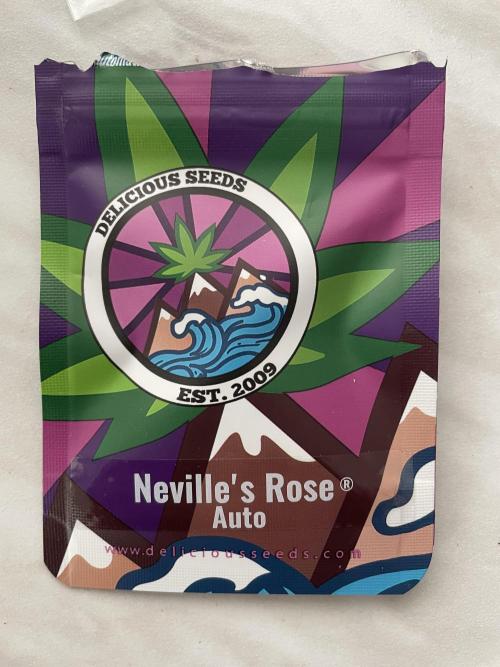 DELICIOUS SEEDS
EST. 2009
Neville's Rose®
Auto
www.deliciousseeds.com